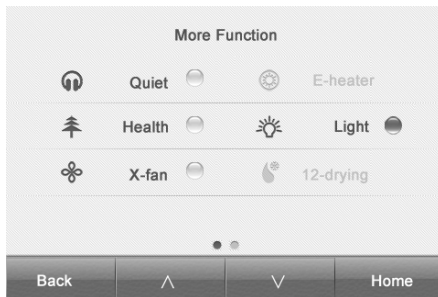 More Function
Quiet E-heater
Health Light
X-fan 12-drying
Back Home